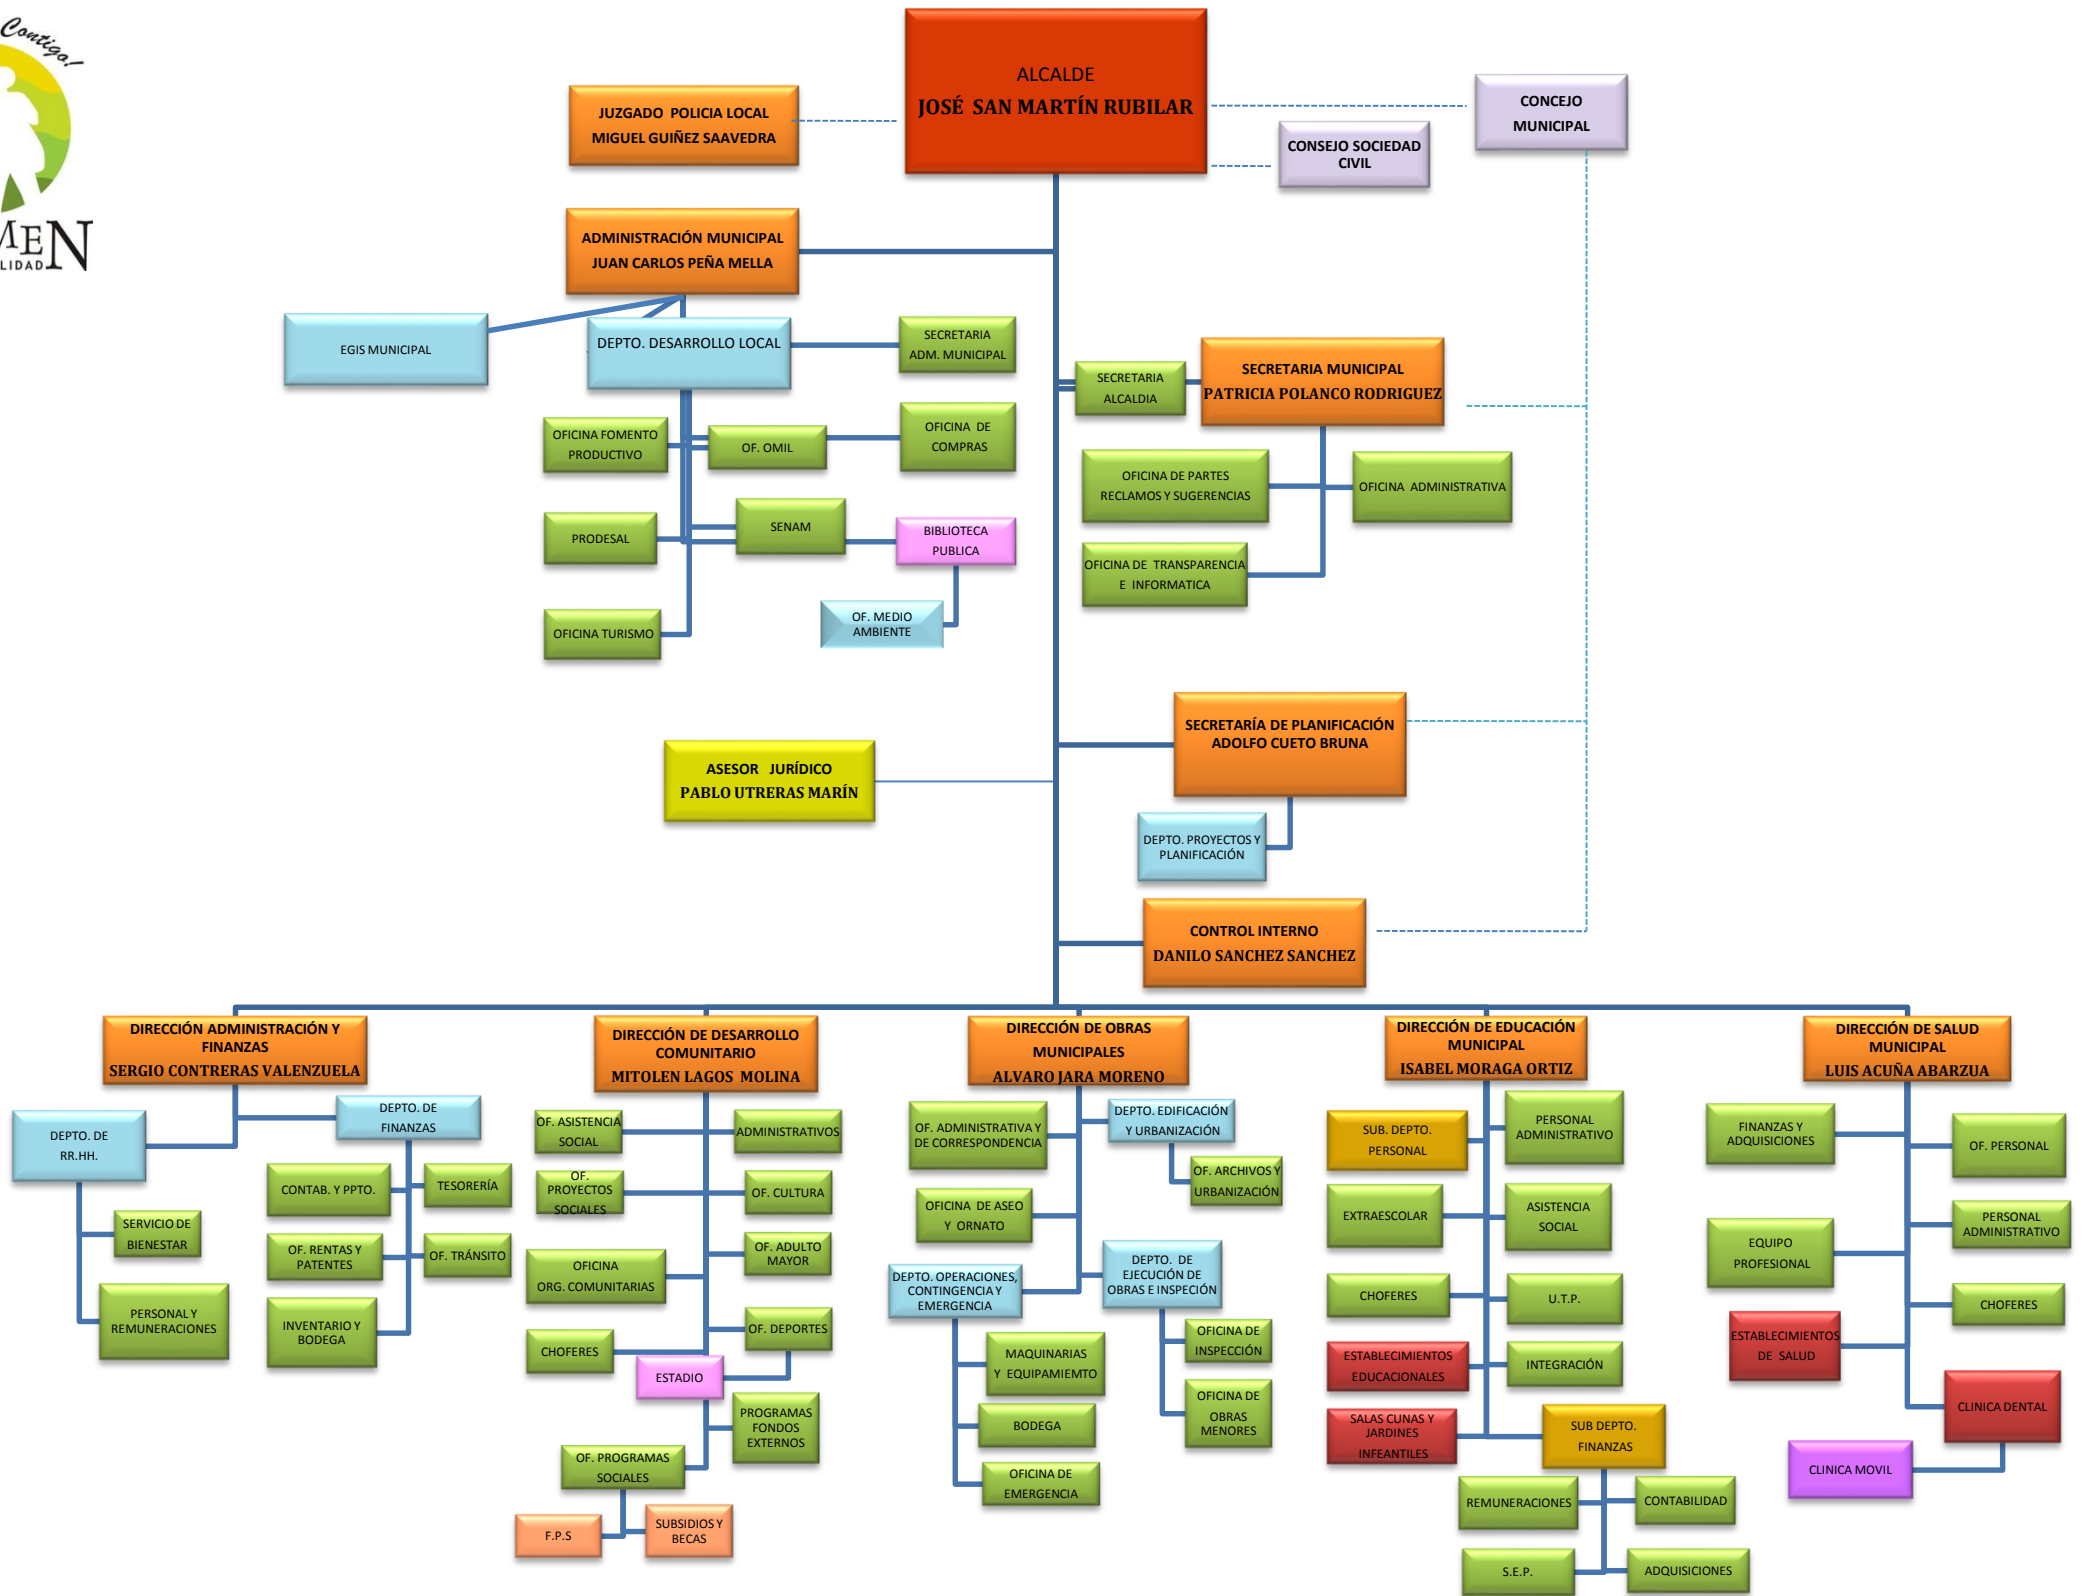 Contigo!
MEN
LIDAD
ALCALDE
JOSÉ SAN MARTÍN RUBILAR
JUZGADO POLICIA LOCAL
MIGUEL GUIÑEZ SAAVEDRA
CONCEJO
MUNICIPAL
CONSEJO SOCIEDAD
CIVIL
ADMINISTRACIÓN MUNICIPAL
JUAN CARLOS PEÑA MELLA
EGIS MUNICIPAL
DEPTO. DESARROLLO LOCAL
SECRETARIA
ADM. MUNICIPAL
SECRETARIA
ALCALDIA
SECRETARIA MUNICIPAL
PATRICIA POLANCO RODRIGUEZ
OFICINA FOMENTO
PRODUCTIVO
OF. OMIL
OFICINA DE
COMPRAS
OFICINA DE PARTES
RECLAMOS Y SUGERENCIAS
OFICINA ADMINISTRATIVA
PRODESAL
SENAM
BIBLIOTECA
PUBLICA
OFICINA DE TRANSPARENCIA
E INFORMATICA
OFICINA TURISMO
OF. MEDIO
AMBIENTE
SECRETARÍA DE PLANIFICACIÓN
ADOLFO CUETO BRUNA
ASESOR JURÍDICO
PABLO UTRERAS MARÍN
DEPTO. PROYECTOS Y
PLANIFICACIÓN
CONTROL INTERNO
DANILO SANCHEZ SANCHEZ
DIRECCIÓN ADMINISTRACIÓN Y
FINANZAS
SERGIO CONTRERAS VALENZUELA
DEPTO. DE
RR.HH.
DEPTO. DE
FINANZAS
CONTAB. Y PPTO.
TESORERÍA
SERVICIO DE
BIENESTAR
OF. RENTAS Y
PATENTES
OF. TRÁNSITO
PERSONAL Y
REMUNERACIONES
INVENTARIO Y
BODEGA
DIRECCIÓN DE DESARROLLO
COMUNITARIO
MITOLEN LAGOS MOLINA
OF. ASISTENCIA
SOCIAL
ADMINISTRATIVOS
OF.
PROYECTOS
SOCIALES
OF. CULTURA
OFICINA
ORG. COMUNITARIAS
OF. ADULTO
MAYOR
CHOFERES
OF. DEPORTES
ESTADIO
PROGRAMAS
FONDOS
EXTERNOS
OF. PROGRAMAS
SOCIALES
F.P.S
SUBSIDIOS Y
BECAS
DIRECCIÓN DE OBRAS
MUNICIPALES
ALVARO JARA MORENO
OF. ADMINISTRATIVA Y
DE CORRESPONDENCIA
DEPTO. EDIFICACIÓN
Y URBANIZACIÓN
OF. ARCHIVOS Y
URBANIZACIÓN
OFICINA DE ASEO
Y ORNATO
DEPTO. OPERACIONES,
CONTINGENCIA Y
EMERGENCIA
DEPTO. DE
EJECUCIÓN DE
OBRAS E INSPECIÓN
MAQUINARIAS
Y EQUIPAMIEMTO
OFICINA DE
INSPECCIÓN
BODEGA
OFICINA DE
OBRAS
MENORES
OFICINA DE
EMERGENCIA
DIRECCIÓN DE EDUCACIÓN
MUNICIPAL
ISABEL MORAGA ORTIZ
SUB. DEPTO.
PERSONAL
PERSONAL
ADMINISTRATIVO
EXTRAESCOLAR
ASISTENCIA
SOCIAL
CHOFERES
U.T.P.
ESTABLECIMIENTOS
EDUCACIONALES
INTEGRACIÓN
SALAS CUNAS Y
JARDINES
INFEANTILES
SUB DEPTO.
FINANZAS
REMUNERACIONES
CONTABILIDAD
S.E.P.
ADQUISICIONES
DIRECCIÓN DE SALUD
MUNICIPAL
LUIS ACUÑA ABARZUA
FINANZAS Y
ADQUISICIONES
OF. PERSONAL
EQUIPO
PROFESIONAL
PERSONAL
ADMINISTRATIVO
CHOFERES
ESTABLECIMIENTOS
DE SALUD
CLINICA DENTAL
CLINICA MOVIL